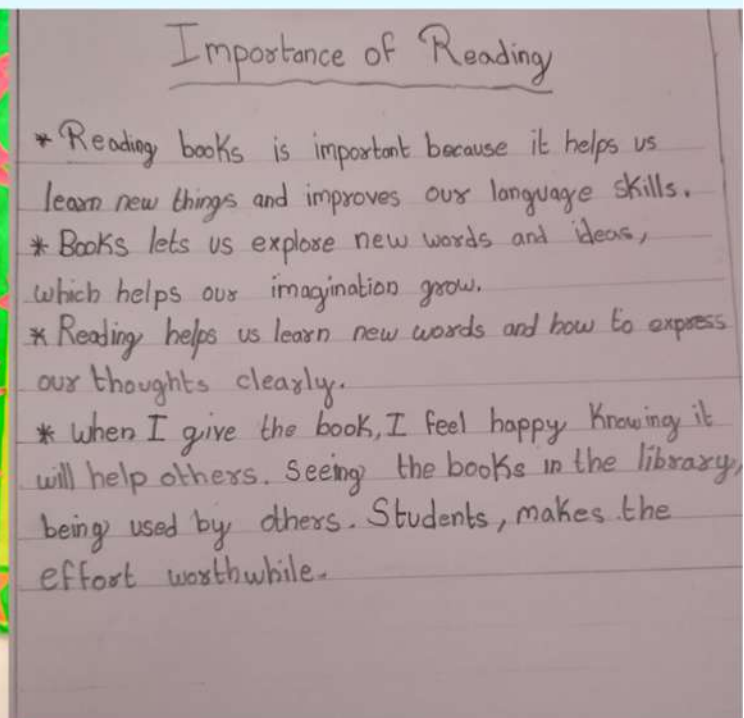 Importance of Reading
* Reading books is important because it helps us
learn new things and improves our language skills.
* Books lets us explore new words and ideas,
which helps our imagination grow.
* Reading helps us learn new words and how to express
our thoughts clearly.
* When I give the book, I feel happy Knowing it
will help others. Seeing the books in the library,
being used by others. Students, makes the
effort worthwhile.